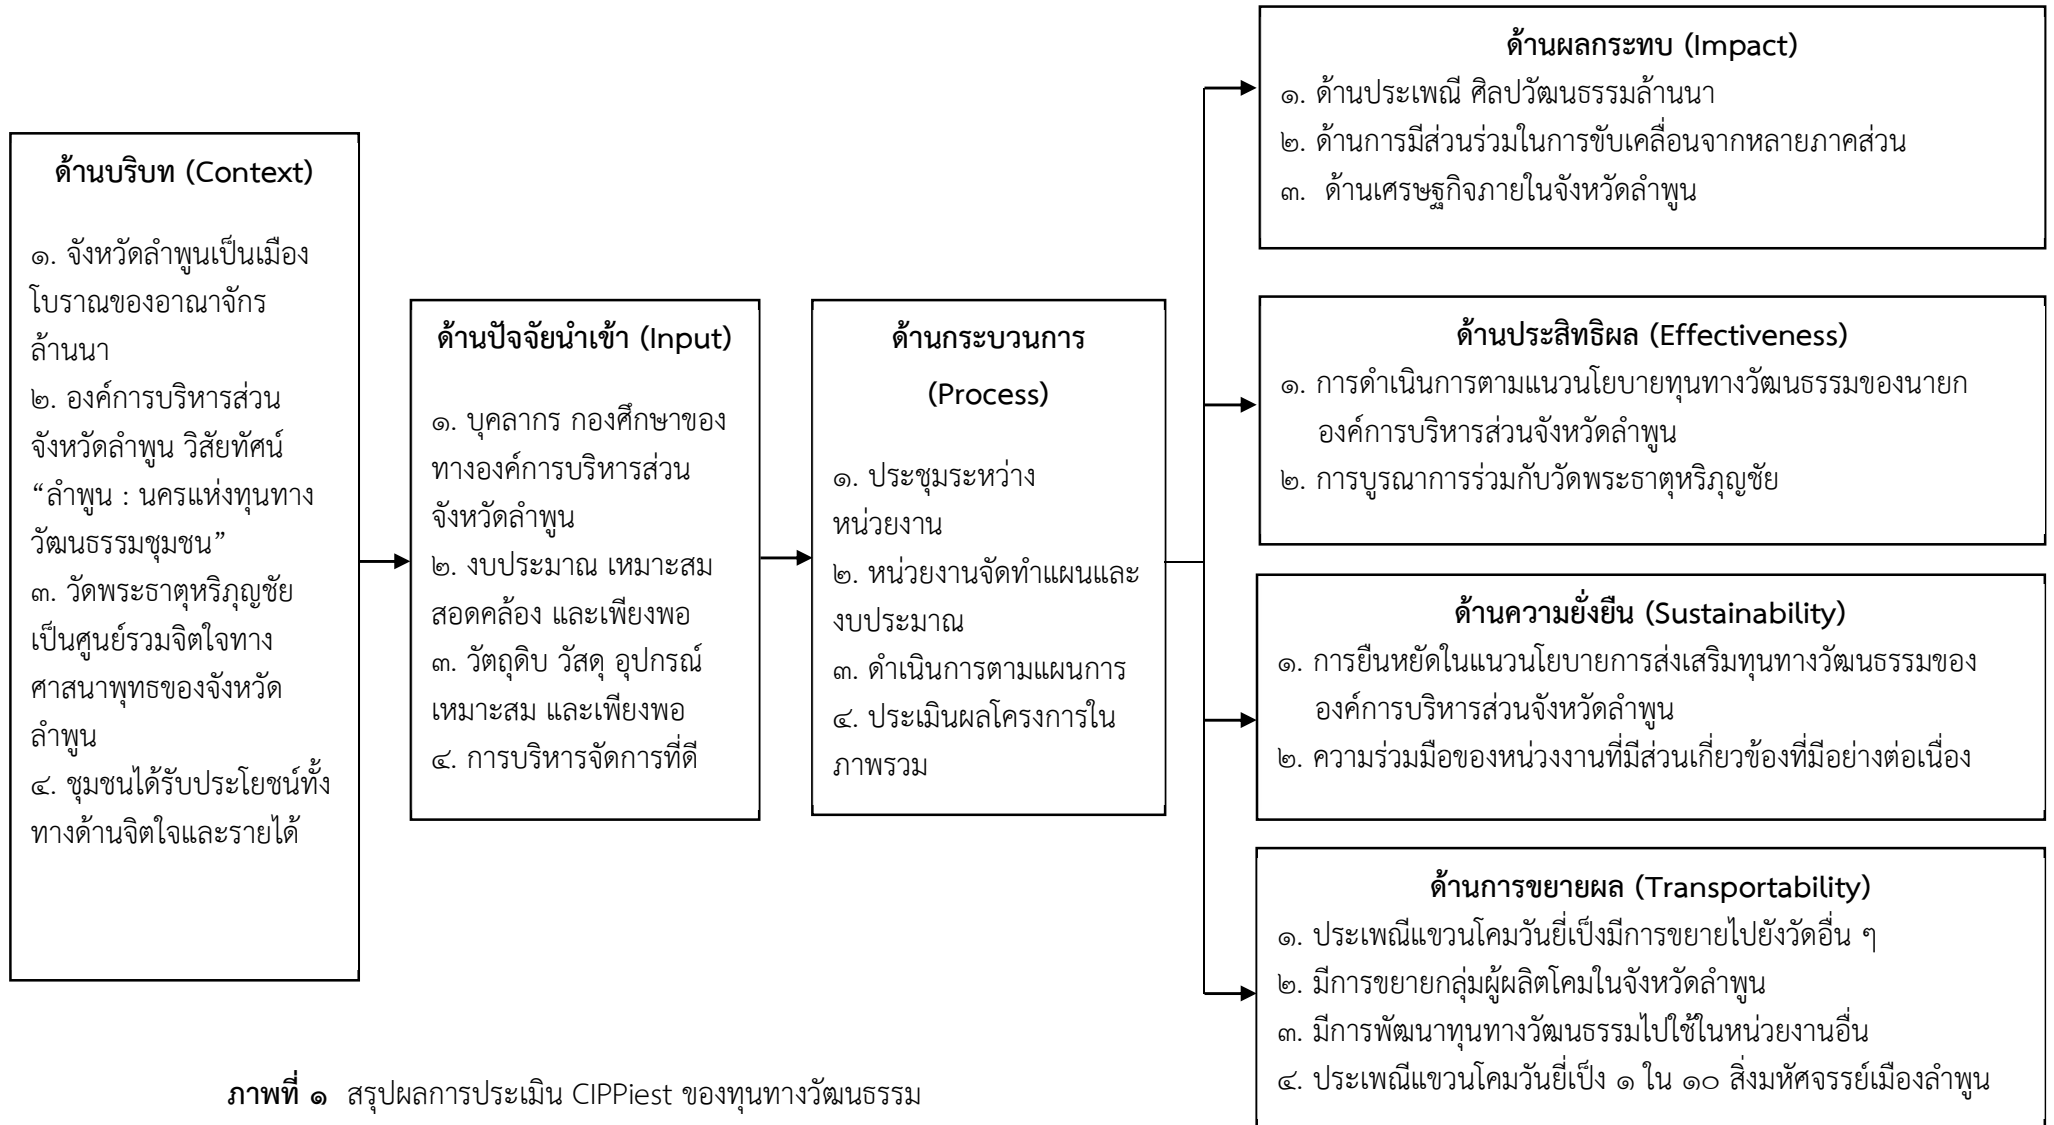 ด้านบริบท (Context)
๑. จังหวัดลำพูนเป็นเมือง
โบราณของอาณาจักร
ล้านนา
๒. องค์การบริหารส่วน
จังหวัดลำพูน วิสัยทัศน์
“ลำพูน : นครแห่งทุนทาง
วัฒนธรรมชุมชน”
๓. วัดพระธาตุหริภุญชัย
เป็นศูนย์รวมจิตใจทาง
ศาสนาพุทธของจังหวัด
ลำพูน
๔. ชุมชนได้รับประโยชน์ทั้ง
ทางด้านจิตใจและรายได้
ด้านปัจจัยนำเข้า (Input)
๑. บุคลากร กองศึกษาของ
ทางองค์การบริหารส่วน
จังหวัดลำพูน
๒. งบประมาณ เหมาะสม
สอดคล้อง และเพียงพอ
๓. วัตถุดิบ วัสดุ อุปกรณ์
เหมาะสม และเพียงพอ
๔. การบริหารจัดการที่ดี
ด้านกระบวนการ
(Process)
๑. ประชุมระหว่าง
หน่วยงาน
๒. หน่วยงานจัดทำแผนและ
งบประมาณ
๓. ดำเนินการตามแผนการ
๔. ประเมินผลโครงการใน
ภาพรวม
ด้านผลกระทบ (Impact)
๑. ด้านประเพณี ศิลปวัฒนธรรมล้านนา
๒. ด้านการมีส่วนร่วมในการขับเคลื่อนจากหลายภาคส่วน
๓. ด้านเศรษฐกิจภายในจังหวัดลำพูน
ด้านประสิทธิผล (Effectiveness)
๑. การดำเนินการตามแนวนโยบายทุนทางวัฒนธรรมของนายก
องค์การบริหารส่วนจังหวัดลำพูน
๒. การบูรณาการร่วมกับวัดพระธาตุหริภุญชัย
ด้านความยั่งยืน (Sustainability)
๑. การยืนหยัดในแนวนโยบายการส่งเสริมทุนทางวัฒนธรรมของ
องค์การบริหารส่วนจังหวัดลำพูน
๒. ความร่วมมือของหน่วงงานที่มีส่วนเกี่ยวข้องที่มีอย่างต่อเนื่อง
ด้านการขยายผล (Transportability)
๑. ประเพณีแขวนโคมวันยี่เป็งมีการขยายไปยังวัดอื่น ๆ
๒. มีการขยายกลุ่มผู้ผลิตโคมในจังหวัดลำพูน
๓. มีการพัฒนาทุนทางวัฒนธรรมไปใช้ในหน่วยงานอื่น
๔. ประเพณีแขวนโคมวันยี่เป็ง ๑ ใน ๑๐ สิ่งมหัศจรรย์เมืองลำพูน
ภาพที่ ๑ สรุปผลการประเมิน CIPPiest ของทุนทางวัฒนธรรม